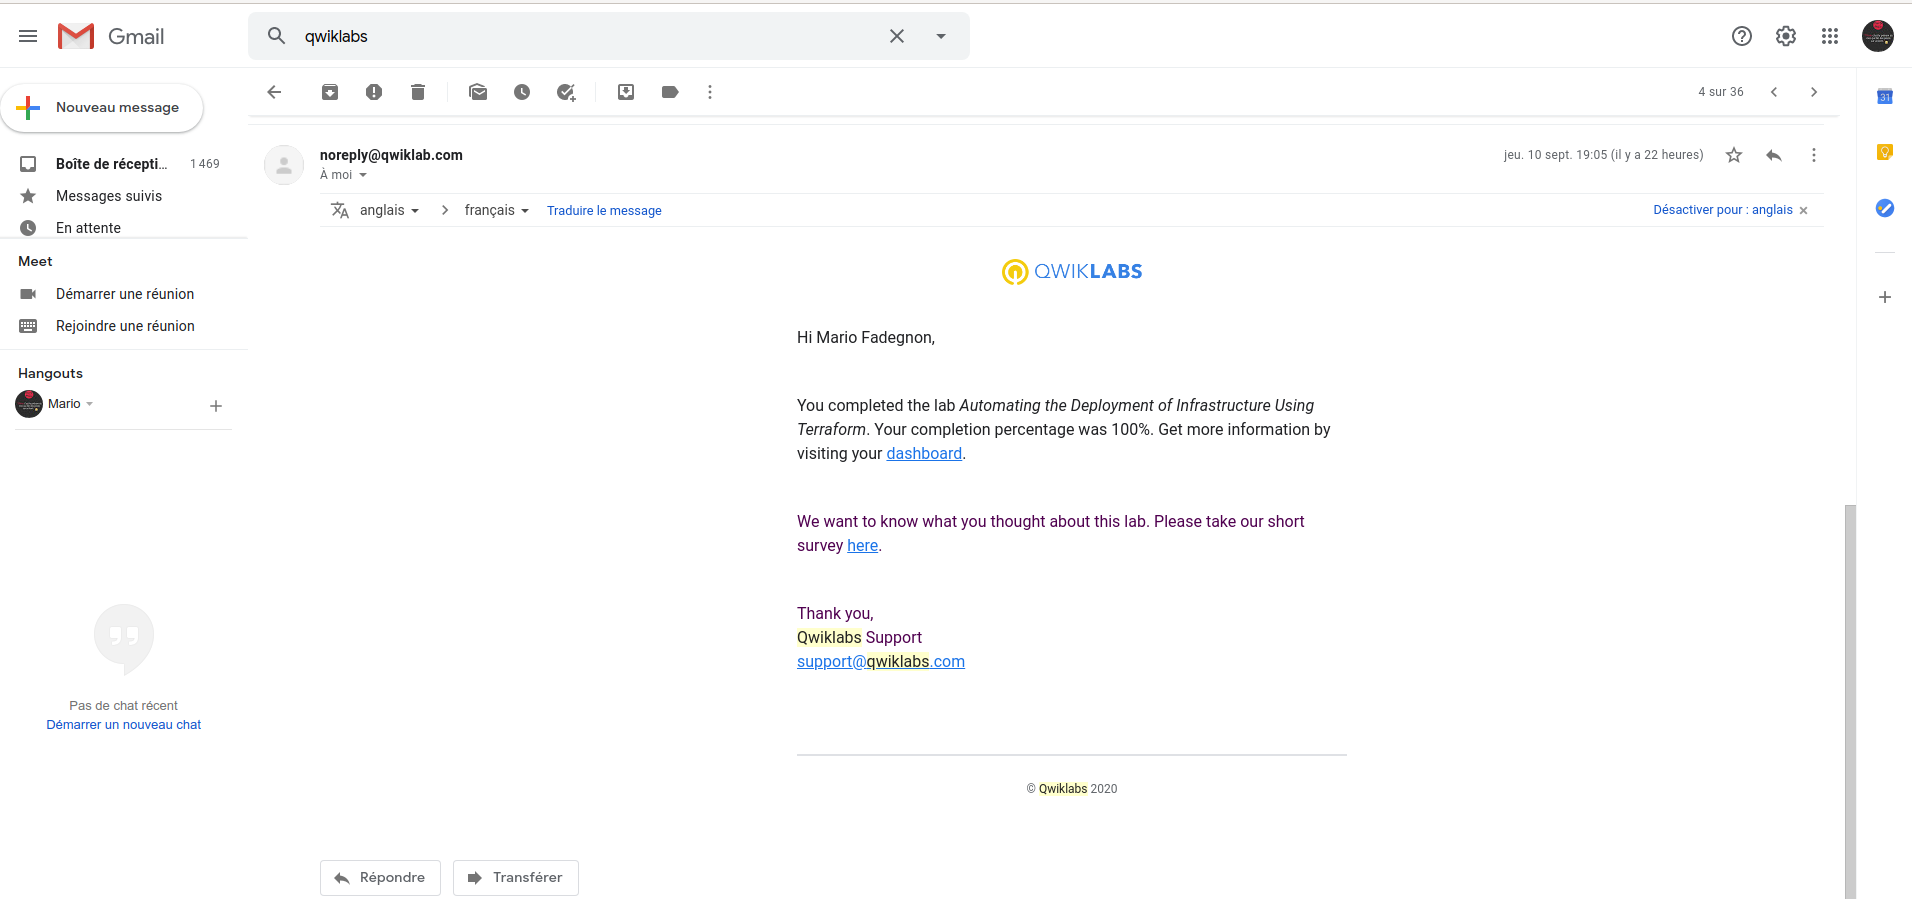 Gmail
qwiklabs
Nouveau message
4 sur 36
31
Boîte de récepti... 1 469
Messages suivis
En attente
Meet
Démarrer une réunion
Rejoindre une réunion
Hangouts
Mario
Pas de chat récent
Démarrer un nouveau chat
noreply@qwiklab.com
jeu. 10 sept. 19:05 (il y a 22 heures)
À moi
anglais > français Traduire le message
Désactiver pour : anglais ×
QWIKLABS
Hi Mario Fadegnon,
You completed the lab Automating the Deployment of Infrastructure Using
Terraform. Your completion percentage was 100%. Get more information by
visiting your dashboard.
We want to know what you thought about this lab. Please take our short
survey here.
Thank you,
Qwiklabs Support
support@qwiklabs.com
© Qwiklabs 2020
Répondre
Transférer